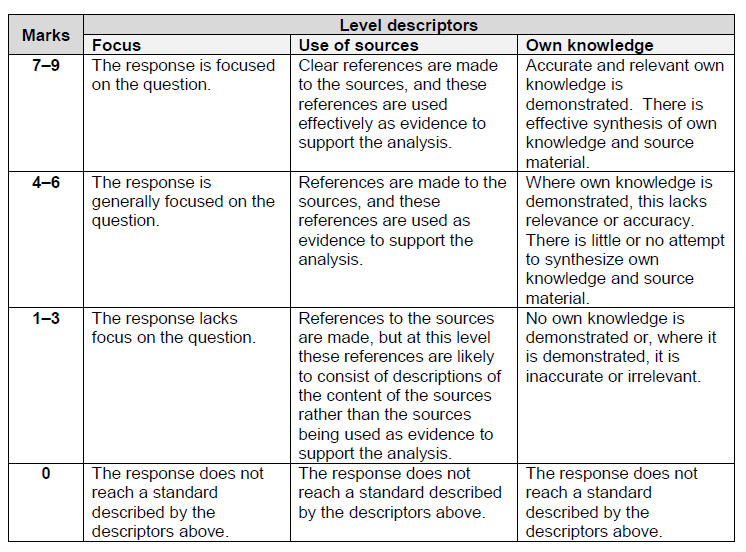 Marks
Level descriptors
Focus
Use of sources
Own knowledge
7–9
The response is focused
on the question.
Clear references are made
to the sources, and these
references are used
effectively as evidence to
support the analysis.
Accurate and relevant own
knowledge is
demonstrated.  There is
effective synthesis of own
knowledge and source
material.
4–6
The response is
generally focused on the
question.
References are made to the
sources, and these
references are used as
evidence to support the
analysis.
Where own knowledge is
demonstrated, this lacks
relevance or accuracy.
There is little or no attempt
to synthesize own
knowledge and source
material.
1–3
The response lacks
focus on the question.
References to the sources
are made, but at this level
these references are likely
to consist of descriptions of
the content of the sources
rather than the sources
being used as evidence to
support the analysis.
No own knowledge is
demonstrated or, where it
is demonstrated, it is
inaccurate or irrelevant.
0
The response does not
reach a standard
described by the
descriptors above.
The response does not
reach a standard described
by the descriptors above.
The response does not
reach a standard
described by the
descriptors above.